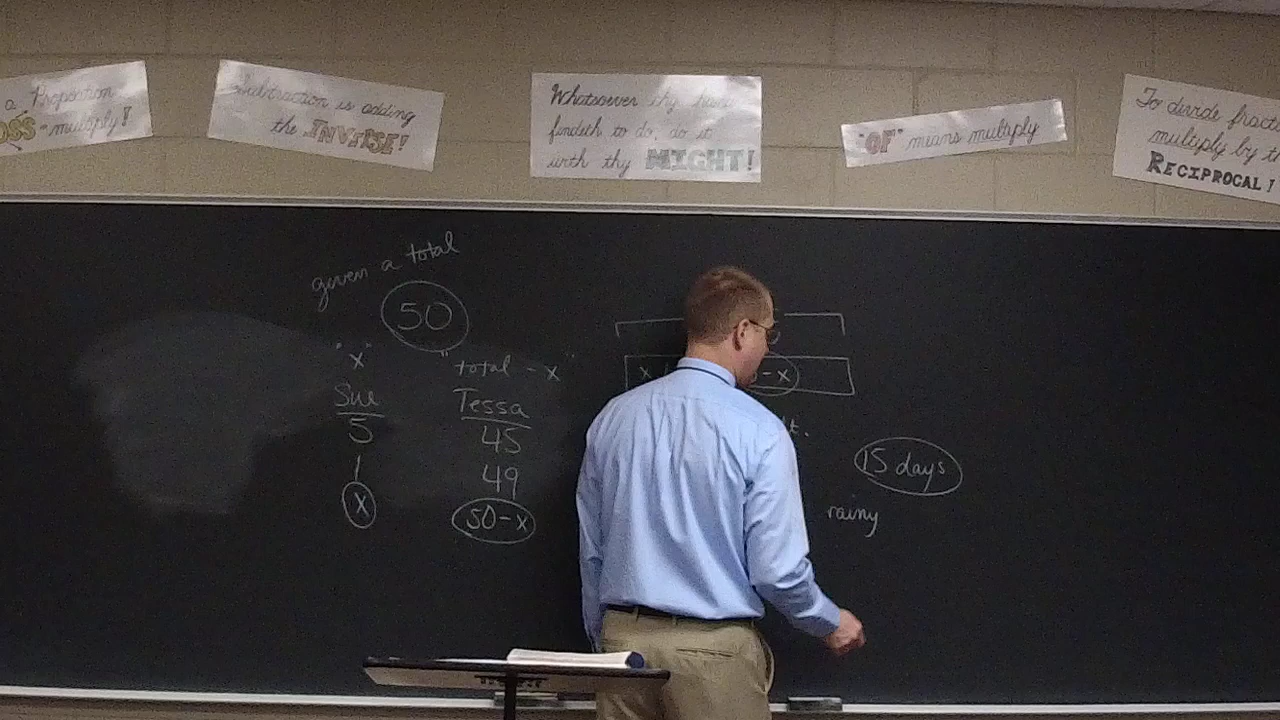 a Proportion
multiply!
Subtraction is adding
the INVERSE!
Whatsoever thy hand
findeth to do, do it
with thy MIGHT!
"OF" means multiply
To divide
multiply by
RECIPROCAL!
given a total
50
"x"
"total - x"
Sue
Tessa
5
45
1
49
x
50-x
x
-x
15 days
rainy